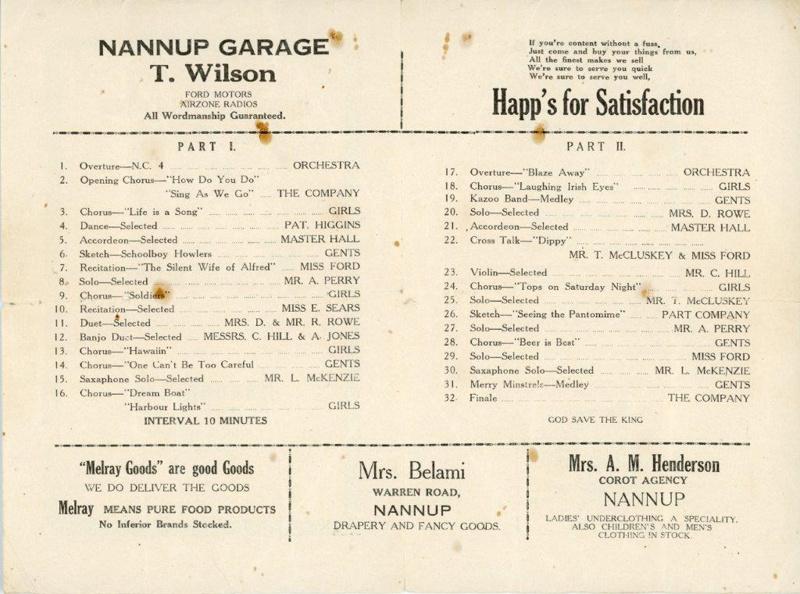 NANNUP GARAGE
T. Wilson
FORD MOTORS
AIRZONE RADIOS
All Wordmanship Guaranteed.
If you're content without a fuss,
Just come and buy your things from us,
All the finest makes we sell
We're sure to serve you quick
We're sure to serve you well,
Happ's for Satisfaction
PART I.
1. Overture—N.C. 4 ORCHESTRA
2. Opening Chorus—"How Do You Do"
"Sing As We Go" THE COMPANY
3. Chorus—"Life is a Song" GIRLS
4. Dance—Selected PAT. HIGGINS
5. Accordeon—Selected MASTER HALL
6. Sketch—Schoolboy Howlers GENTS
7. Recitation—"The Silent Wife of Alfred" MISS FORD
8. Solo—Selected MR. A. PERRY
9. Chorus—"Soldiers" GIRLS
10. Recitation—Selected MISS E. SEARS
11. Duet—Selected MRS. D. & MR. R. ROWE
12. Banjo Duet—Selected MESSRS. C. HILL & A. JONES
13. Chorus—"Hawaiin" GIRLS
14. Chorus—"One Can't Be Too Careful GENTS
15. Saxaphone Solo—Selected MR. L. McKENZIE
16. Chorus—"Dream Boat"
"Harbour Lights" GIRLS
INTERVAL 10 MINUTES
PART II.
17. Overture—"Blaze Away" ORCHESTRA
18. Chorus—"Laughing Irish Eyes" GIRLS
19. Kazoo Band—Medley GENTS
20. Solo—Selected MRS. D. ROWE
21. Accordeon—Selected MASTER HALL
22. Cross Talk—"Dippy"
MR. T. McCLUSKEY & MISS FORD
23. Violin—Selected MR. C. HILL
24. Chorus—"Tops on Saturday Night" GIRLS
25. Solo—Selected MR. T. McCLUSKEY
26. Sketch—"Seeing the Pantomime" PART COMPANY
27. Solo—Selected MR. A. PERRY
28. Chorus—"Beer is Best" GENTS
29. Solo—Selected MISS FORD
30. Saxaphone Solo—Selected MR. L. McKENZIE
31. Merry Minstrels—Medley GENTS
32. Finale THE COMPANY
GOD SAVE THE KING
"Melray Goods" are good Goods
WE DO DELIVER THE GOODS
Melray MEANS PURE FOOD PRODUCTS
No Inferior Brands Stocked.
Mrs. Belami
WARREN ROAD,
NANNUP
DRAPERY AND FANCY GOODS.
Mrs. A. M. Henderson
COROT AGENCY
NANNUP
LADIES' UNDERCLOTHING A SPECIALITY.
ALSO CHILDREN'S AND MEN'S
CLOTHING IN STOCK.